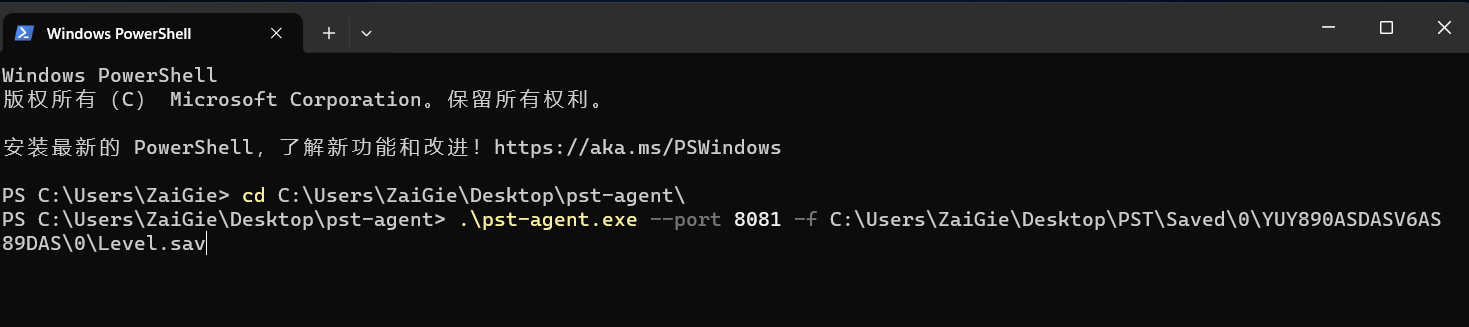 Windows PowerShell
Windows PowerShell
版权所有 (C) Microsoft Corporation。保留所有权利。
安装最新的 PowerShell，了解新功能和改进！https://aka.ms/PSWindows
PS C:\Users\ZaiGie> cd C:\Users\ZaiGie\Desktop\pst-agent\
PS C:\Users\ZaiGie\Desktop\pst-agent> .\pst-agent.exe --port 8081 -f C:\Users\ZaiGie\Desktop\PST\Saved\0\YUY890ASDASV6AS
89DAS\0\Level.sav